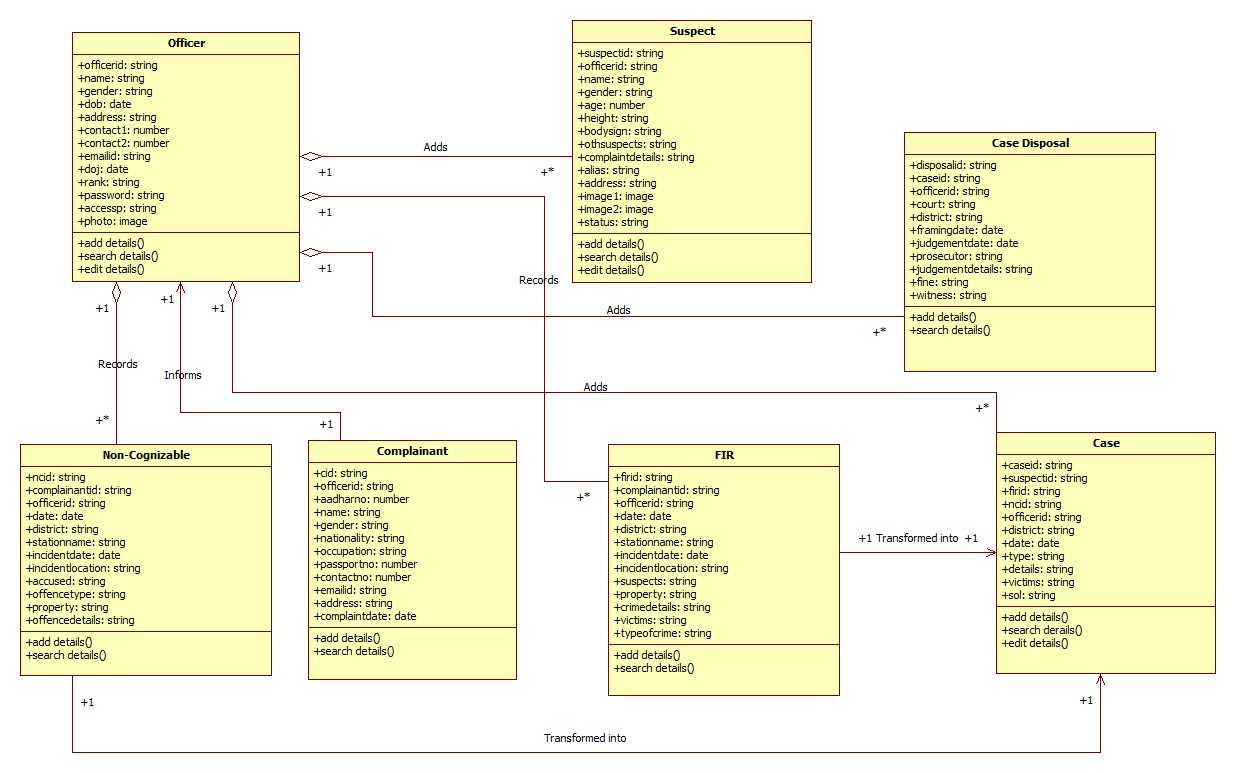 Officer
+officerid: string
+name: string
+gender: string
+dob: date
+address: string
+contact1: number
+contact2: number
+emailid: string
+doj: date
+rank: string
+password: string
+accessp: string
+photo: image
+add details()
+search details()
+edit details()
Suspect
+suspectid: string
+officerid: string
+name: string
+gender: string
+age: number
+height: string
+bodysign: string
+othsuspects: string
+complaintdetails: string
+alias: string
+address: string
+image1: image
+image2: image
+status: string
+add details()
+search details()
+edit details()
Case Disposal
+disposalid: string
+caseid: string
+officerid: string
+court: string
+district: string
+framingdate: date
+judgementdate: date
+prosecutor: string
+judgementdetails: string
+fine: string
+witness: string
+add details()
+search details()
Adds
+1
+*
+1
Records
+*
+1
Adds
+*
+1
Records
+*
+1
Informs
+1
+1
Adds
+*
Non-Cognizable
+ncid: string
+complainantid: string
+officerid: string
+date: date
+district: string
+stationname: string
+incidentdate: date
+incidentlocation: string
+accused: string
+offencetype: string
+property: string
+offencedetails: string
+add details()
+search details()
Complainant
+cid: string
+officerid: string
+aadharno: number
+name: string
+gender: string
+nationality: string
+occupation: string
+passportno: number
+contactno: number
+emailid: string
+address: string
+complaintdate: date
+add details()
+search details()
FIR
+firid: string
+complainantid: string
+officerid: string
+date: date
+district: string
+stationname: string
+incidentdate: date
+incidentlocation: string
+suspects: string
+property: string
+crimedetails: string
+victims: string
+typeofcrime: string
+add details()
+search details()
+1 Transformed into +1
Case
+caseid: string
+suspectid: string
+firid: string
+ncid: string
+officerid: string
+district: string
+date: date
+type: string
+details: string
+victims: string
+sol: string
+add details()
+search derails()
+edit details()
+1
Transformed into
+1